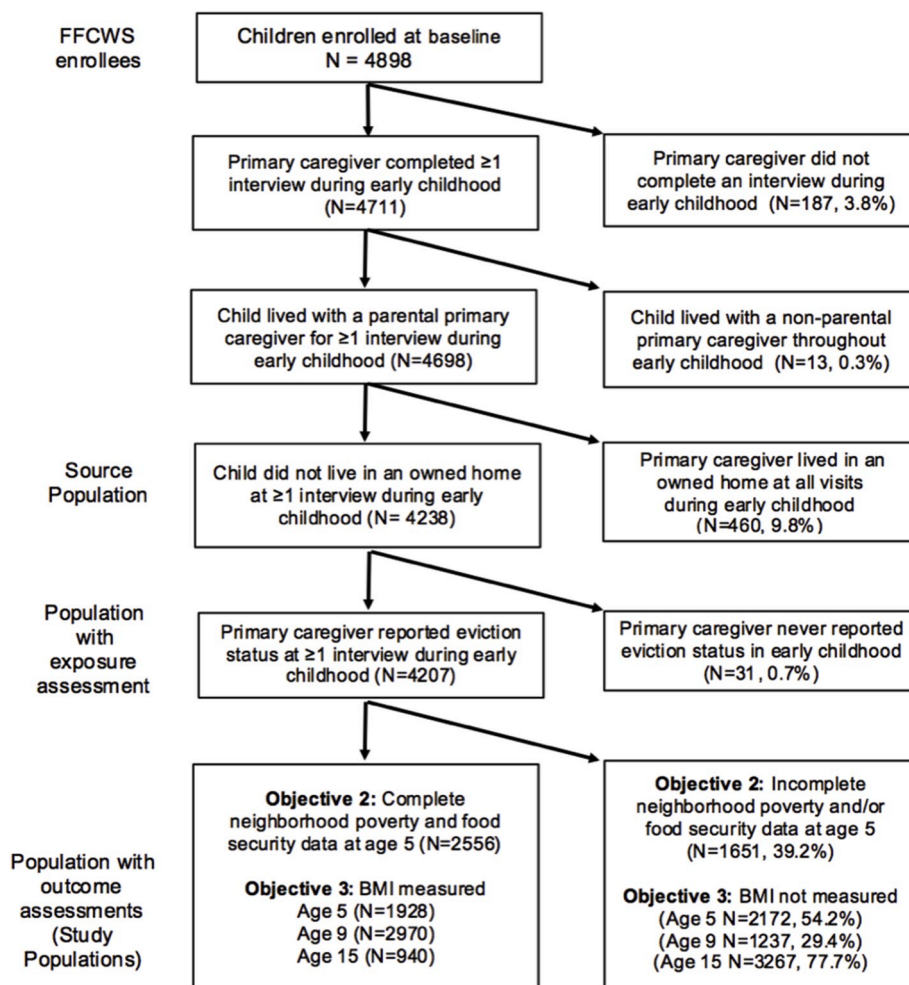 FFCWS
enrollees
Children enrolled at baseline
N = 4898
Primary caregiver completed ≥1
interview during early childhood
(N=4711)
Primary caregiver did not
complete an interview during
early childhood (N=187, 3.8%)
Child lived with a parental primary
caregiver for ≥1 interview during
early childhood (N=4698)
Child lived with a non-parental
primary caregiver throughout
early childhood (N=13, 0.3%)
Source
Population
Child did not live in an owned home
at ≥1 interview during early
childhood (N= 4238)
Primary caregiver lived in an
owned home at all visits
during early childhood
(N=460, 9.8%)
Population
with
exposure
assessment
Primary caregiver reported eviction
status at ≥1 interview during early
childhood (N=4207)
Primary caregiver never reported
eviction status in early childhood
(N=31, 0.7%)
Population with
outcome
assessments
(Study
Populations)
Objective 2: Complete
neighborhood poverty and food
security data at age 5 (N=2556)
Objective 3: BMI measured
Age 5 (N=1928)
Age 9 (N=2970)
Age 15 (N=940)
Objective 2: Incomplete
neighborhood poverty and/or
food security data at age 5
(N=1651, 39.2%)
Objective 3: BMI not measured
(Age 5 N=2172, 54.2%)
(Age 9 N=1237, 29.4%)
(Age 15 N=3267, 77.7%)